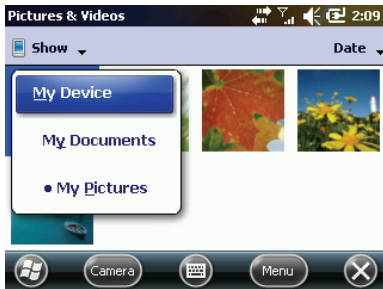 Pictures & Videos 2:09
Show Date
My Device
My Documents
• My Pictures
Camera Menu